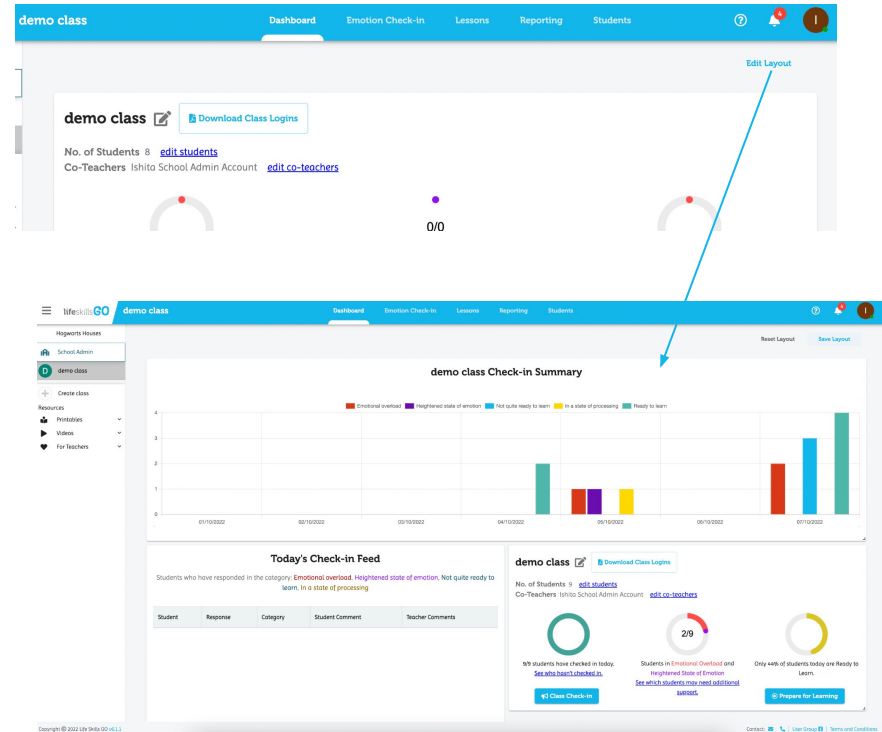 demo class Dashboard Emotion Check-in Lessons Reporting Students 4 I
Edit Layout
demo class Download Class Logins
No. of Students 8 edit students
Co-Teachers Ishita School Admin Account edit co-teachers
0/0
lifeskillsGO demo class Dashboard Emotion Check-in Lessons Reporting Students 4 I
Hogwarts Houses
School Admin
D demo class
Create class
Resources
Printables
Videos
For Teachers
Reset Layout Save Layout
demo class Check-in Summary
Emotional overload Heightened state of emotion Not quite ready to learn In a state of processing Ready to learn
4
3
2
1
0
01/10/2022 02/10/2022 03/10/2022 04/10/2022 05/10/2022 06/10/2022 07/10/2022
Today's Check-in Feed
Students who have responded in the category: Emotional overload, Heightened state of emotion, Not quite ready to
learn, In a state of processing
Student Response Category Student Comment Teacher Comments
demo class Download Class Logins
No. of Students 9 edit students
Co-Teachers Ishita School Admin Account edit co-teachers
2/9
9/9 students have checked in today.
See who hasn't checked in.
Class Check-in
Students in Emotional Overload and
Heightened State of Emotion
See which students may need additional
support.
Only 44% of students today are Ready to
Learn.
Prepare for Learning
Copyright © 2022 Life Skills GO v6.1.1
Contact: | User Group | Terms and Conditions